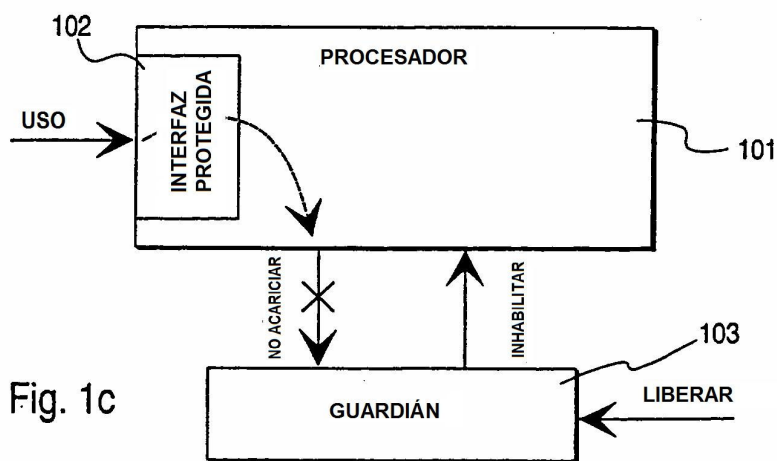 102
PROCESADOR
USO
INTERFAZ
PROTEGIDA
101
NO ACARICIAR
INHABILITAR
103
Fig. 1c
GUARDIÁN
LIBERAR